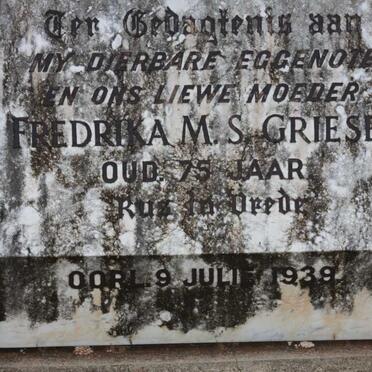 Ter Gedagtenis aan
MY DIERBARE EGGENOTE
EN ONS LIEWE MOEDER
FREDRIKA M. S. GRIESE
OUD 75 JAAR
Rus in Vrede
OORL. 9 JULIE 1939.